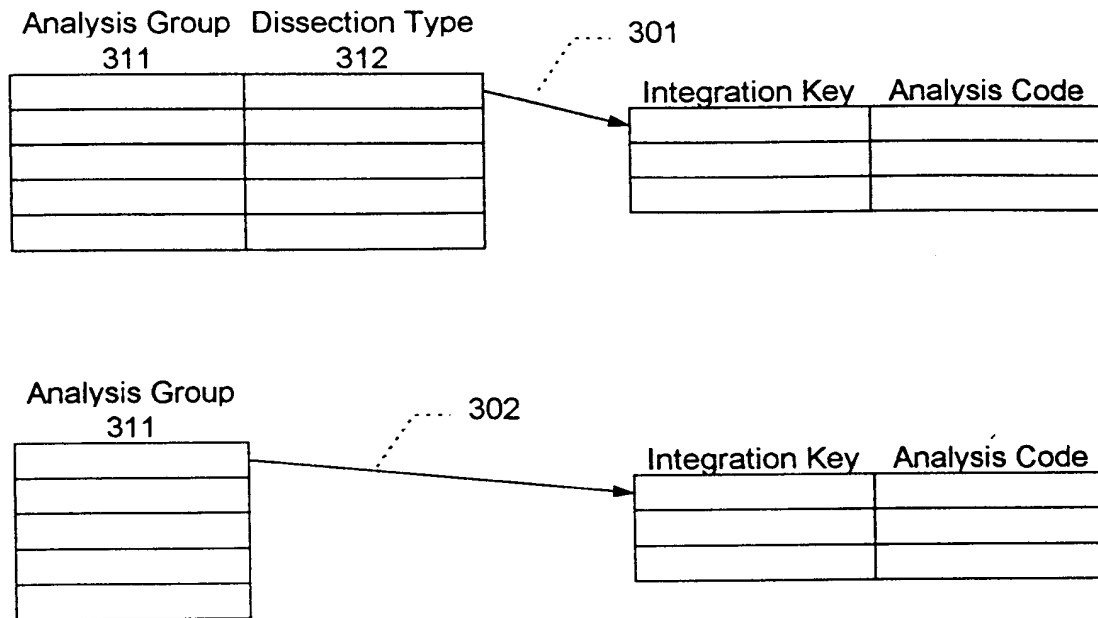 Analysis Group Dissection Type
311 312
301
Integration Key Analysis Code
Analysis Group
311
302
Integration Key Analysis Code